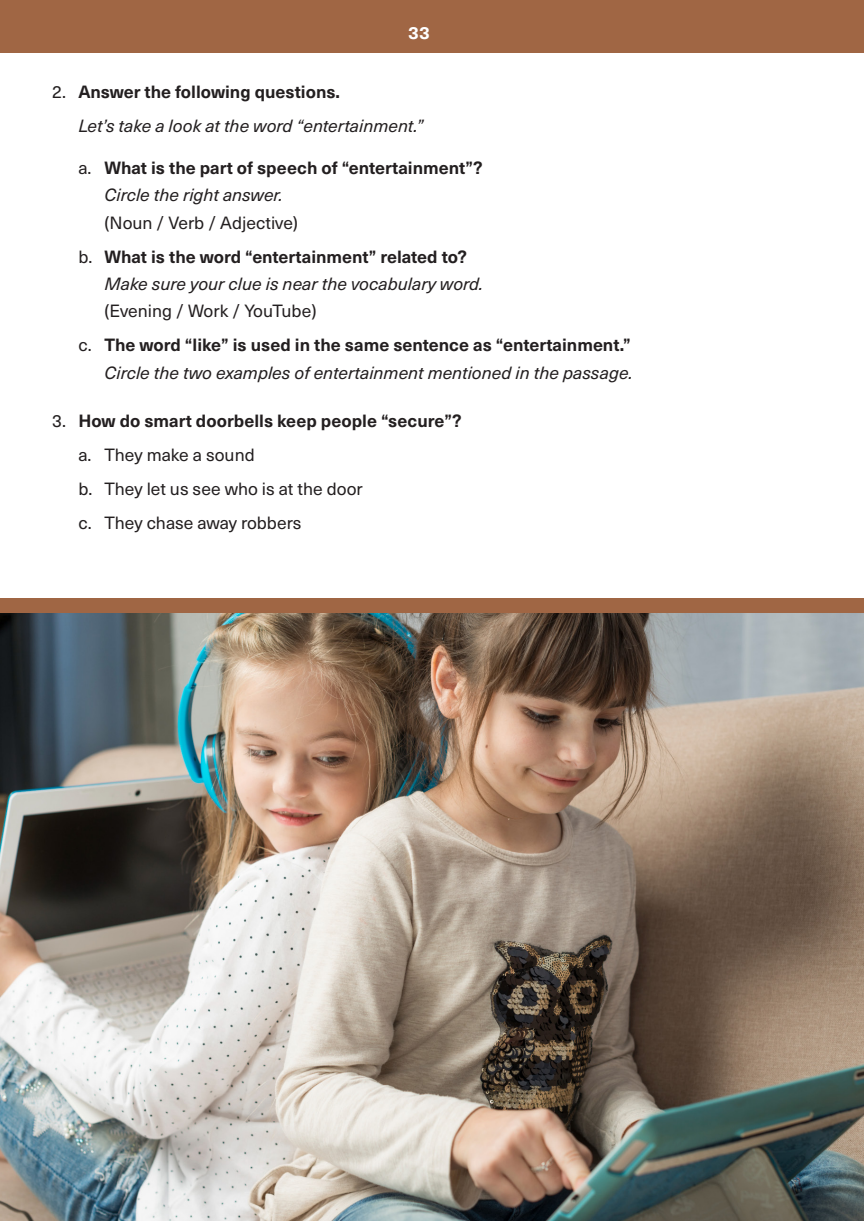 33
2. Answer the following questions.
Let's take a look at the word “entertainment.”
a. What is the part of speech of “entertainment”?
Circle the right answer.
(Noun / Verb / Adjective)
b. What is the word “entertainment” related to?
Make sure your clue is near the vocabulary word.
(Evening / Work / YouTube)
c. The word “like” is used in the same sentence as “entertainment.”
Circle the two examples of entertainment mentioned in the passage.
3. How do smart doorbells keep people “secure”?
a. They make a sound
b. They let us see who is at the door
c. They chase away robbers